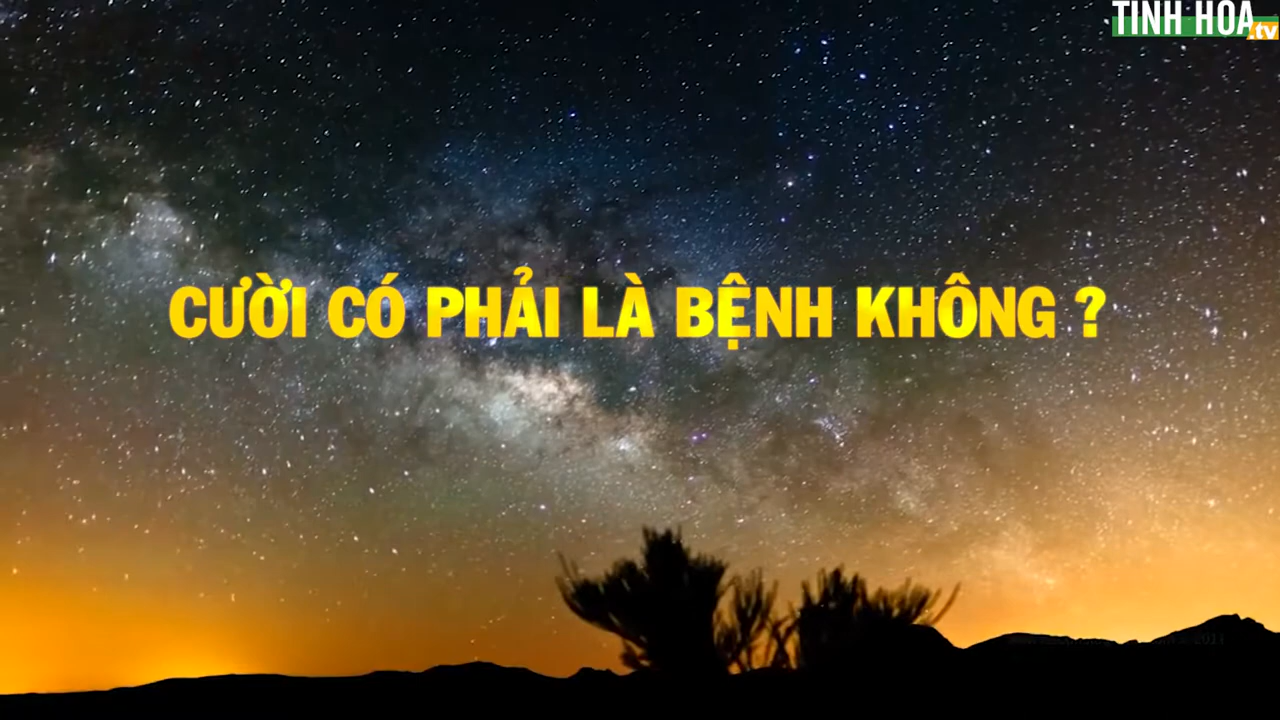 TINH HOA
.tv
CƯỜI CÓ PHẢI LÀ BỆNH KHÔNG ?